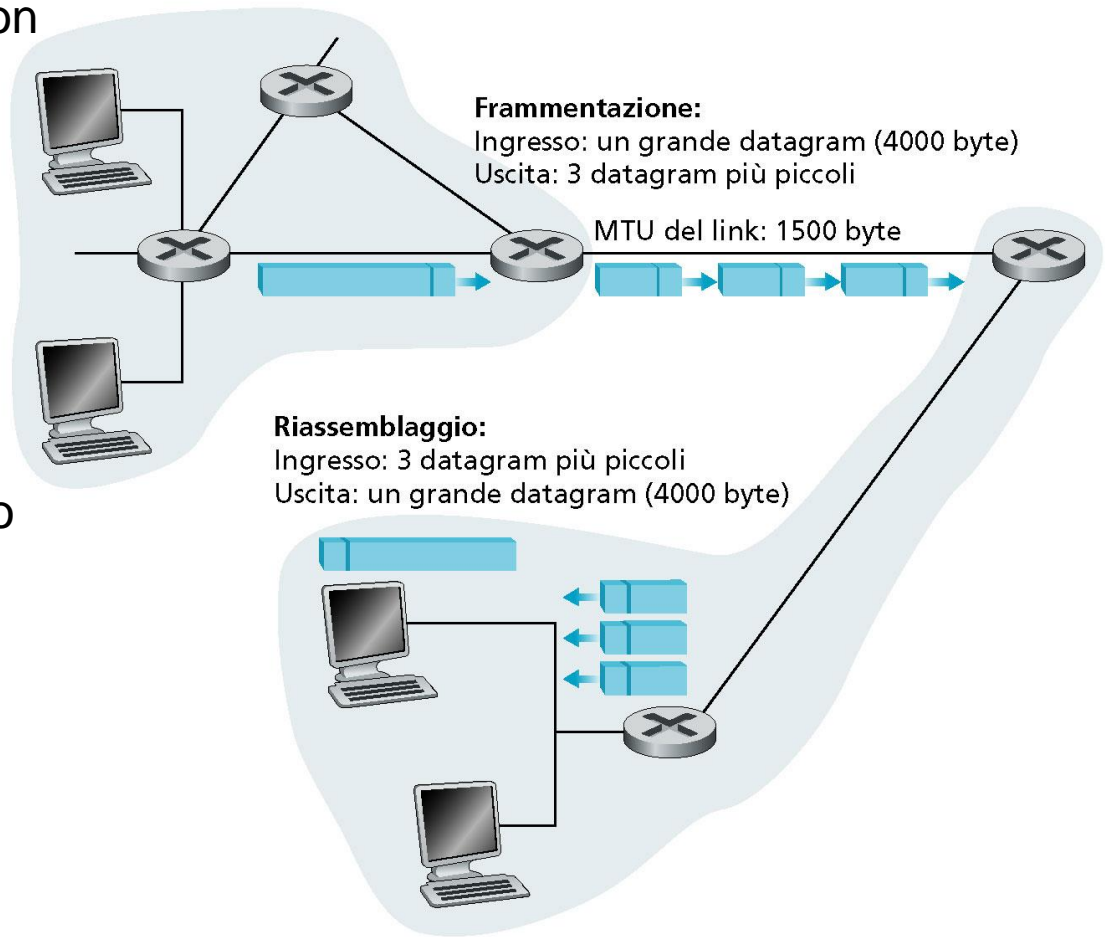 on
Frammentazione:
Ingresso: un grande datagram (4000 byte)
Uscita: 3 datagram più piccoli
MTU del link: 1500 byte
Riassemblaggio:
Ingresso: 3 datagram più piccoli
Uscita: un grande datagram (4000 byte)
o